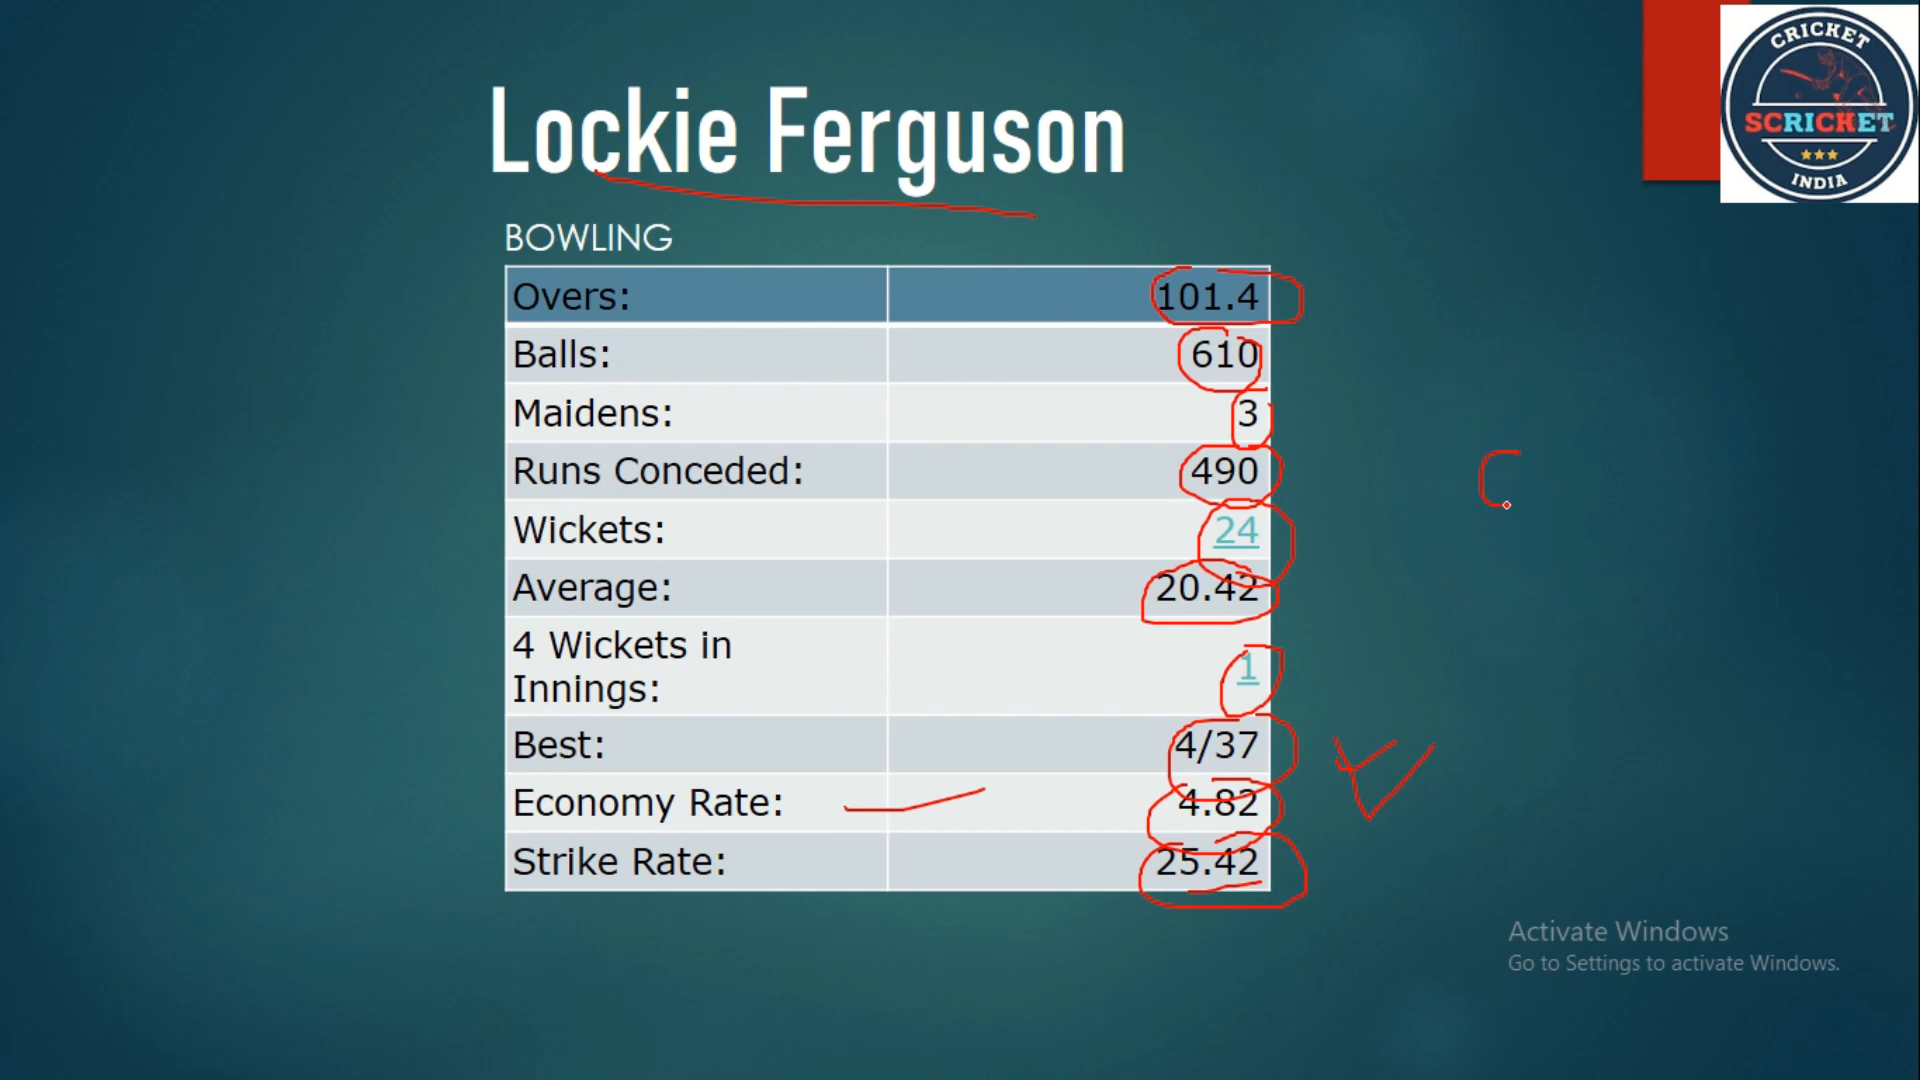 CRICKET
SCRICKET
INDIA
Lockie Ferguson
BOWLING
Overs: 101.4
Balls: 610
Maidens: 3
Runs Conceded: 490
Wickets: 24
Average: 20.42
4 Wickets in
Innings: 1
Best: 4/37
Economy Rate: 4.82
Strike Rate: 25.42
Activate Windows
Go to Settings to activate Windows.